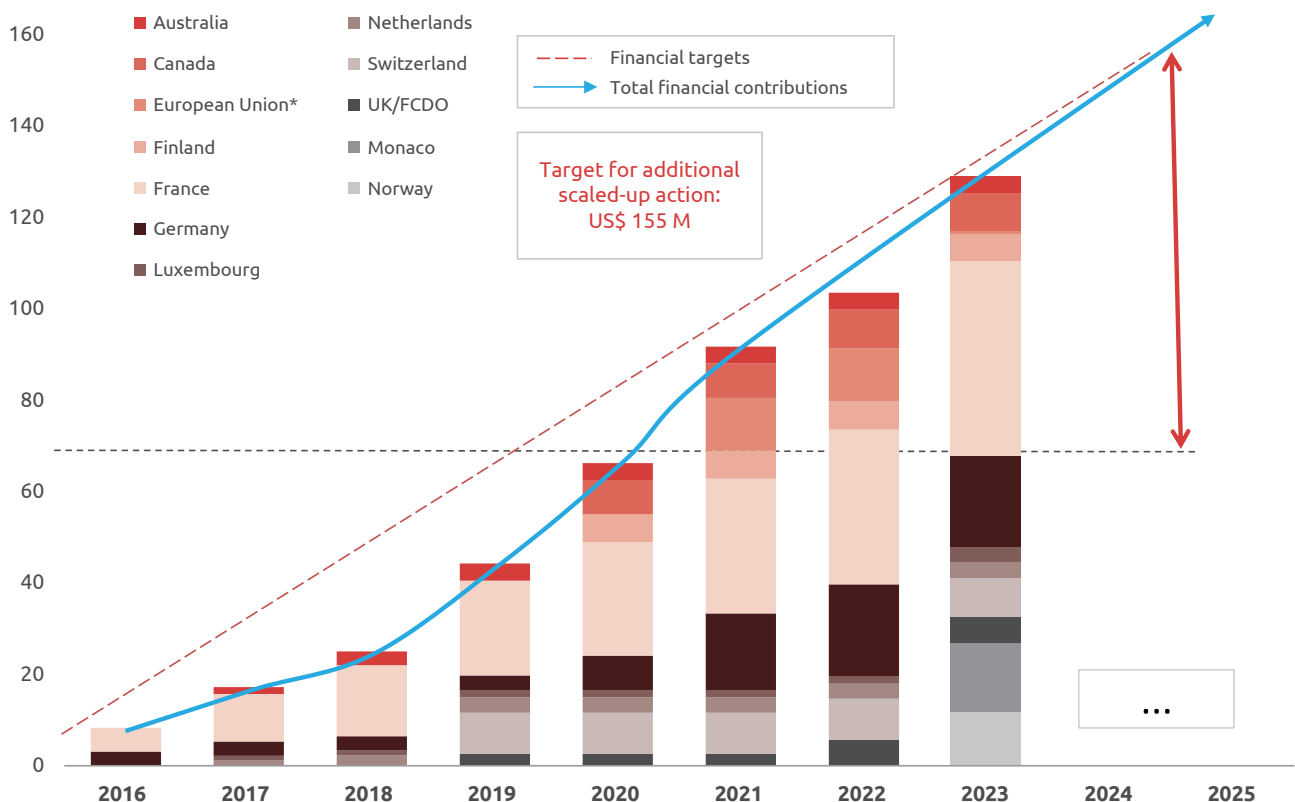 160
140
120
100
80
60
40
20
0
Australia
Canada
European Union*
Finland
France
Germany
Luxembourg
Netherlands
Switzerland
UK/FCDO
Monaco
Norway
Financial targets
Total financial contributions
Target for additional
scaled-up action:
US$ 155 M
...
2016 2017 2018 2019 2020 2021 2022 2023 2024 2025